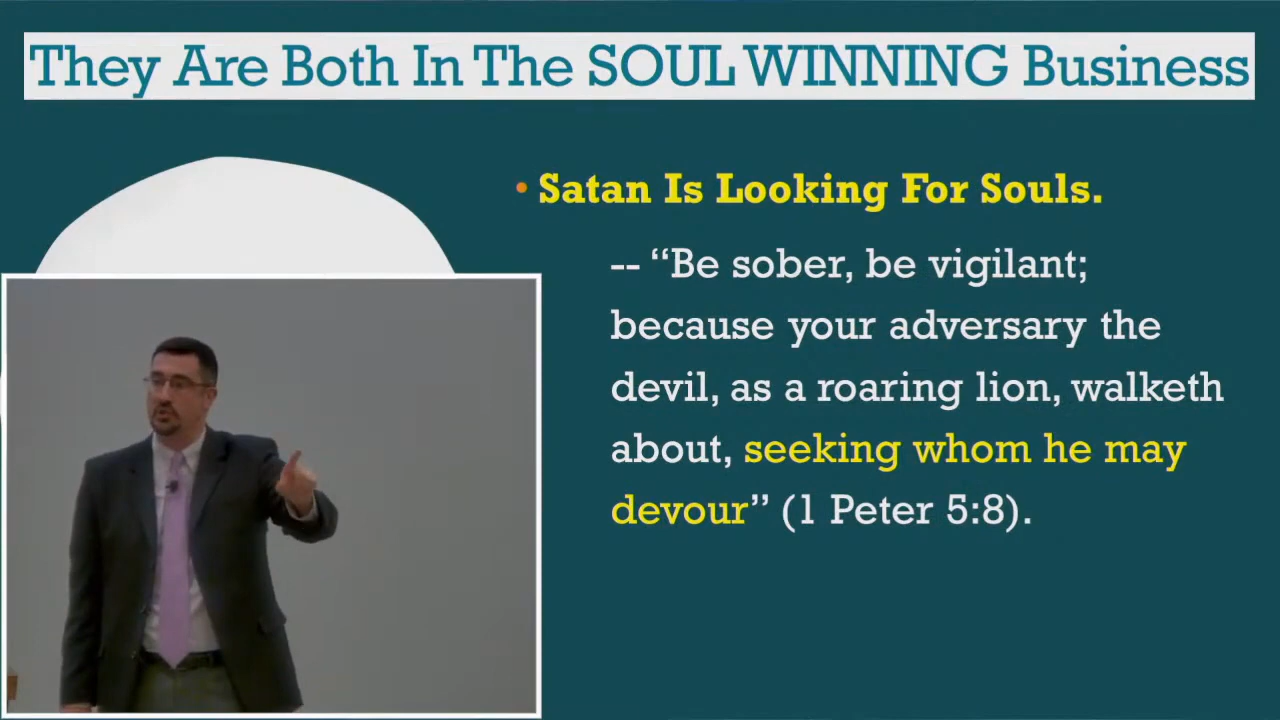 They Are Both In The SOUL WINNING Business
• Satan Is Looking For Souls.
-- “Be sober, be vigilant;
because your adversary the
devil, as a roaring lion, walketh
about, seeking whom he may
devour” (1 Peter 5:8).